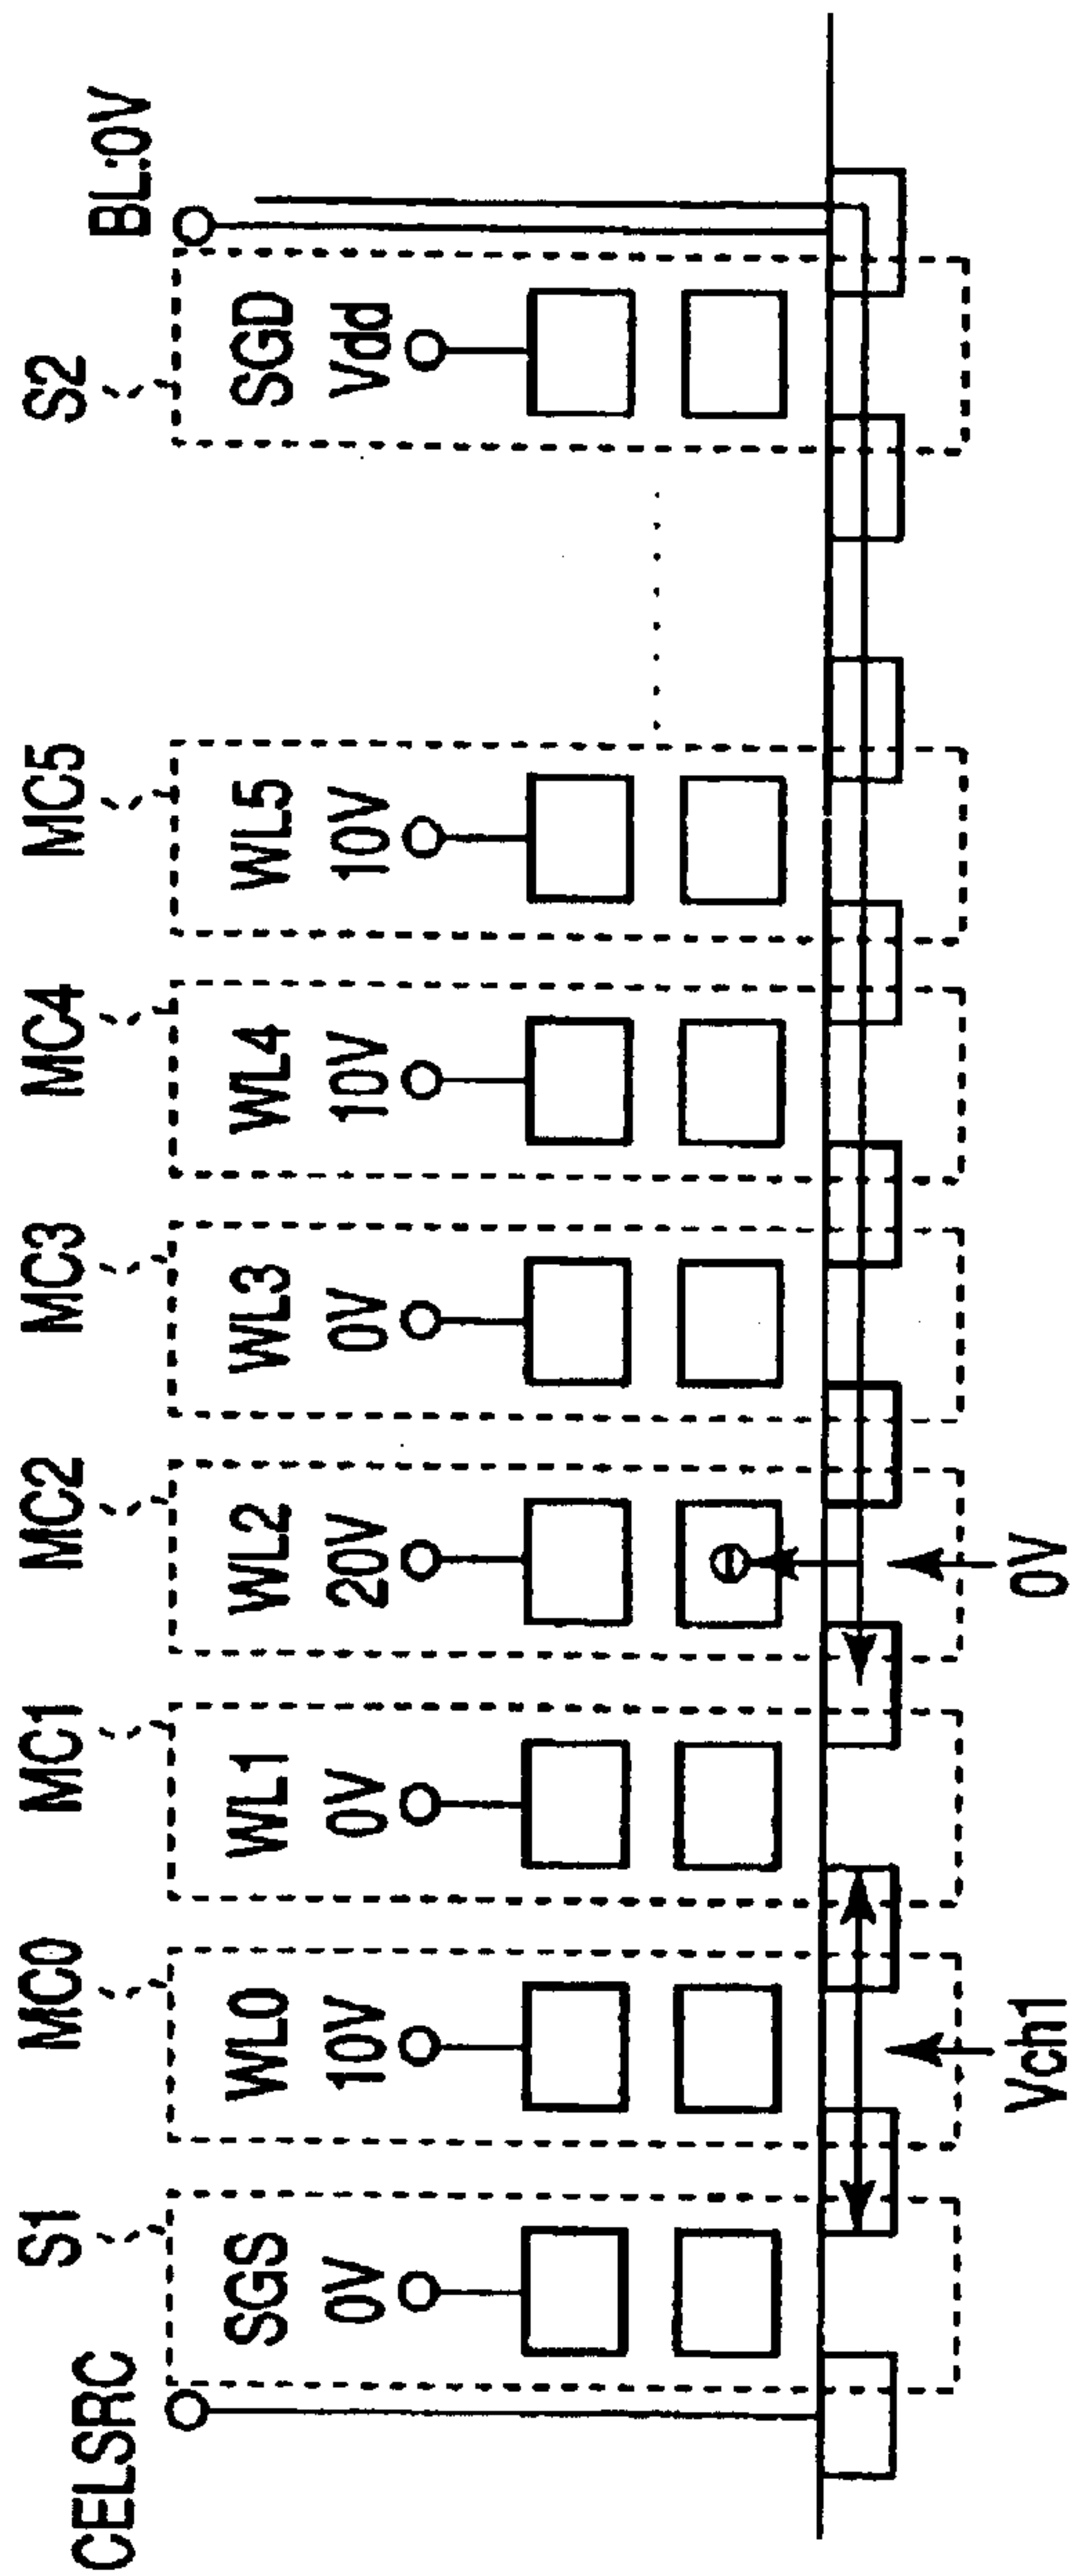 S1 MC0 MC1 MC2 MC3 MC4 MC5 S2
CELSRC BL:0V
SGS WL0 WL1 WL2 WL3 WL4 WL5 SGD
0V 10V 0V 20V 0V 10V 10V Vdd
Vch1 0V